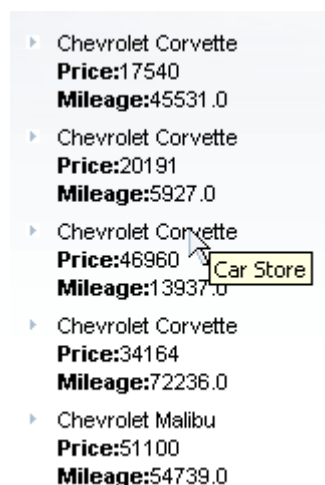 Chevrolet Corvette
Price:17540
Mileage:45531.0
Chevrolet Corvette
Price:20191
Mileage:5927.0
Chevrolet Corvette
Price:46960
Car Store
Mileage:13937.0
Chevrolet Corvette
Price:34164
Mileage:72236.0
Chevrolet Malibu
Price:51100
Mileage:54739.0